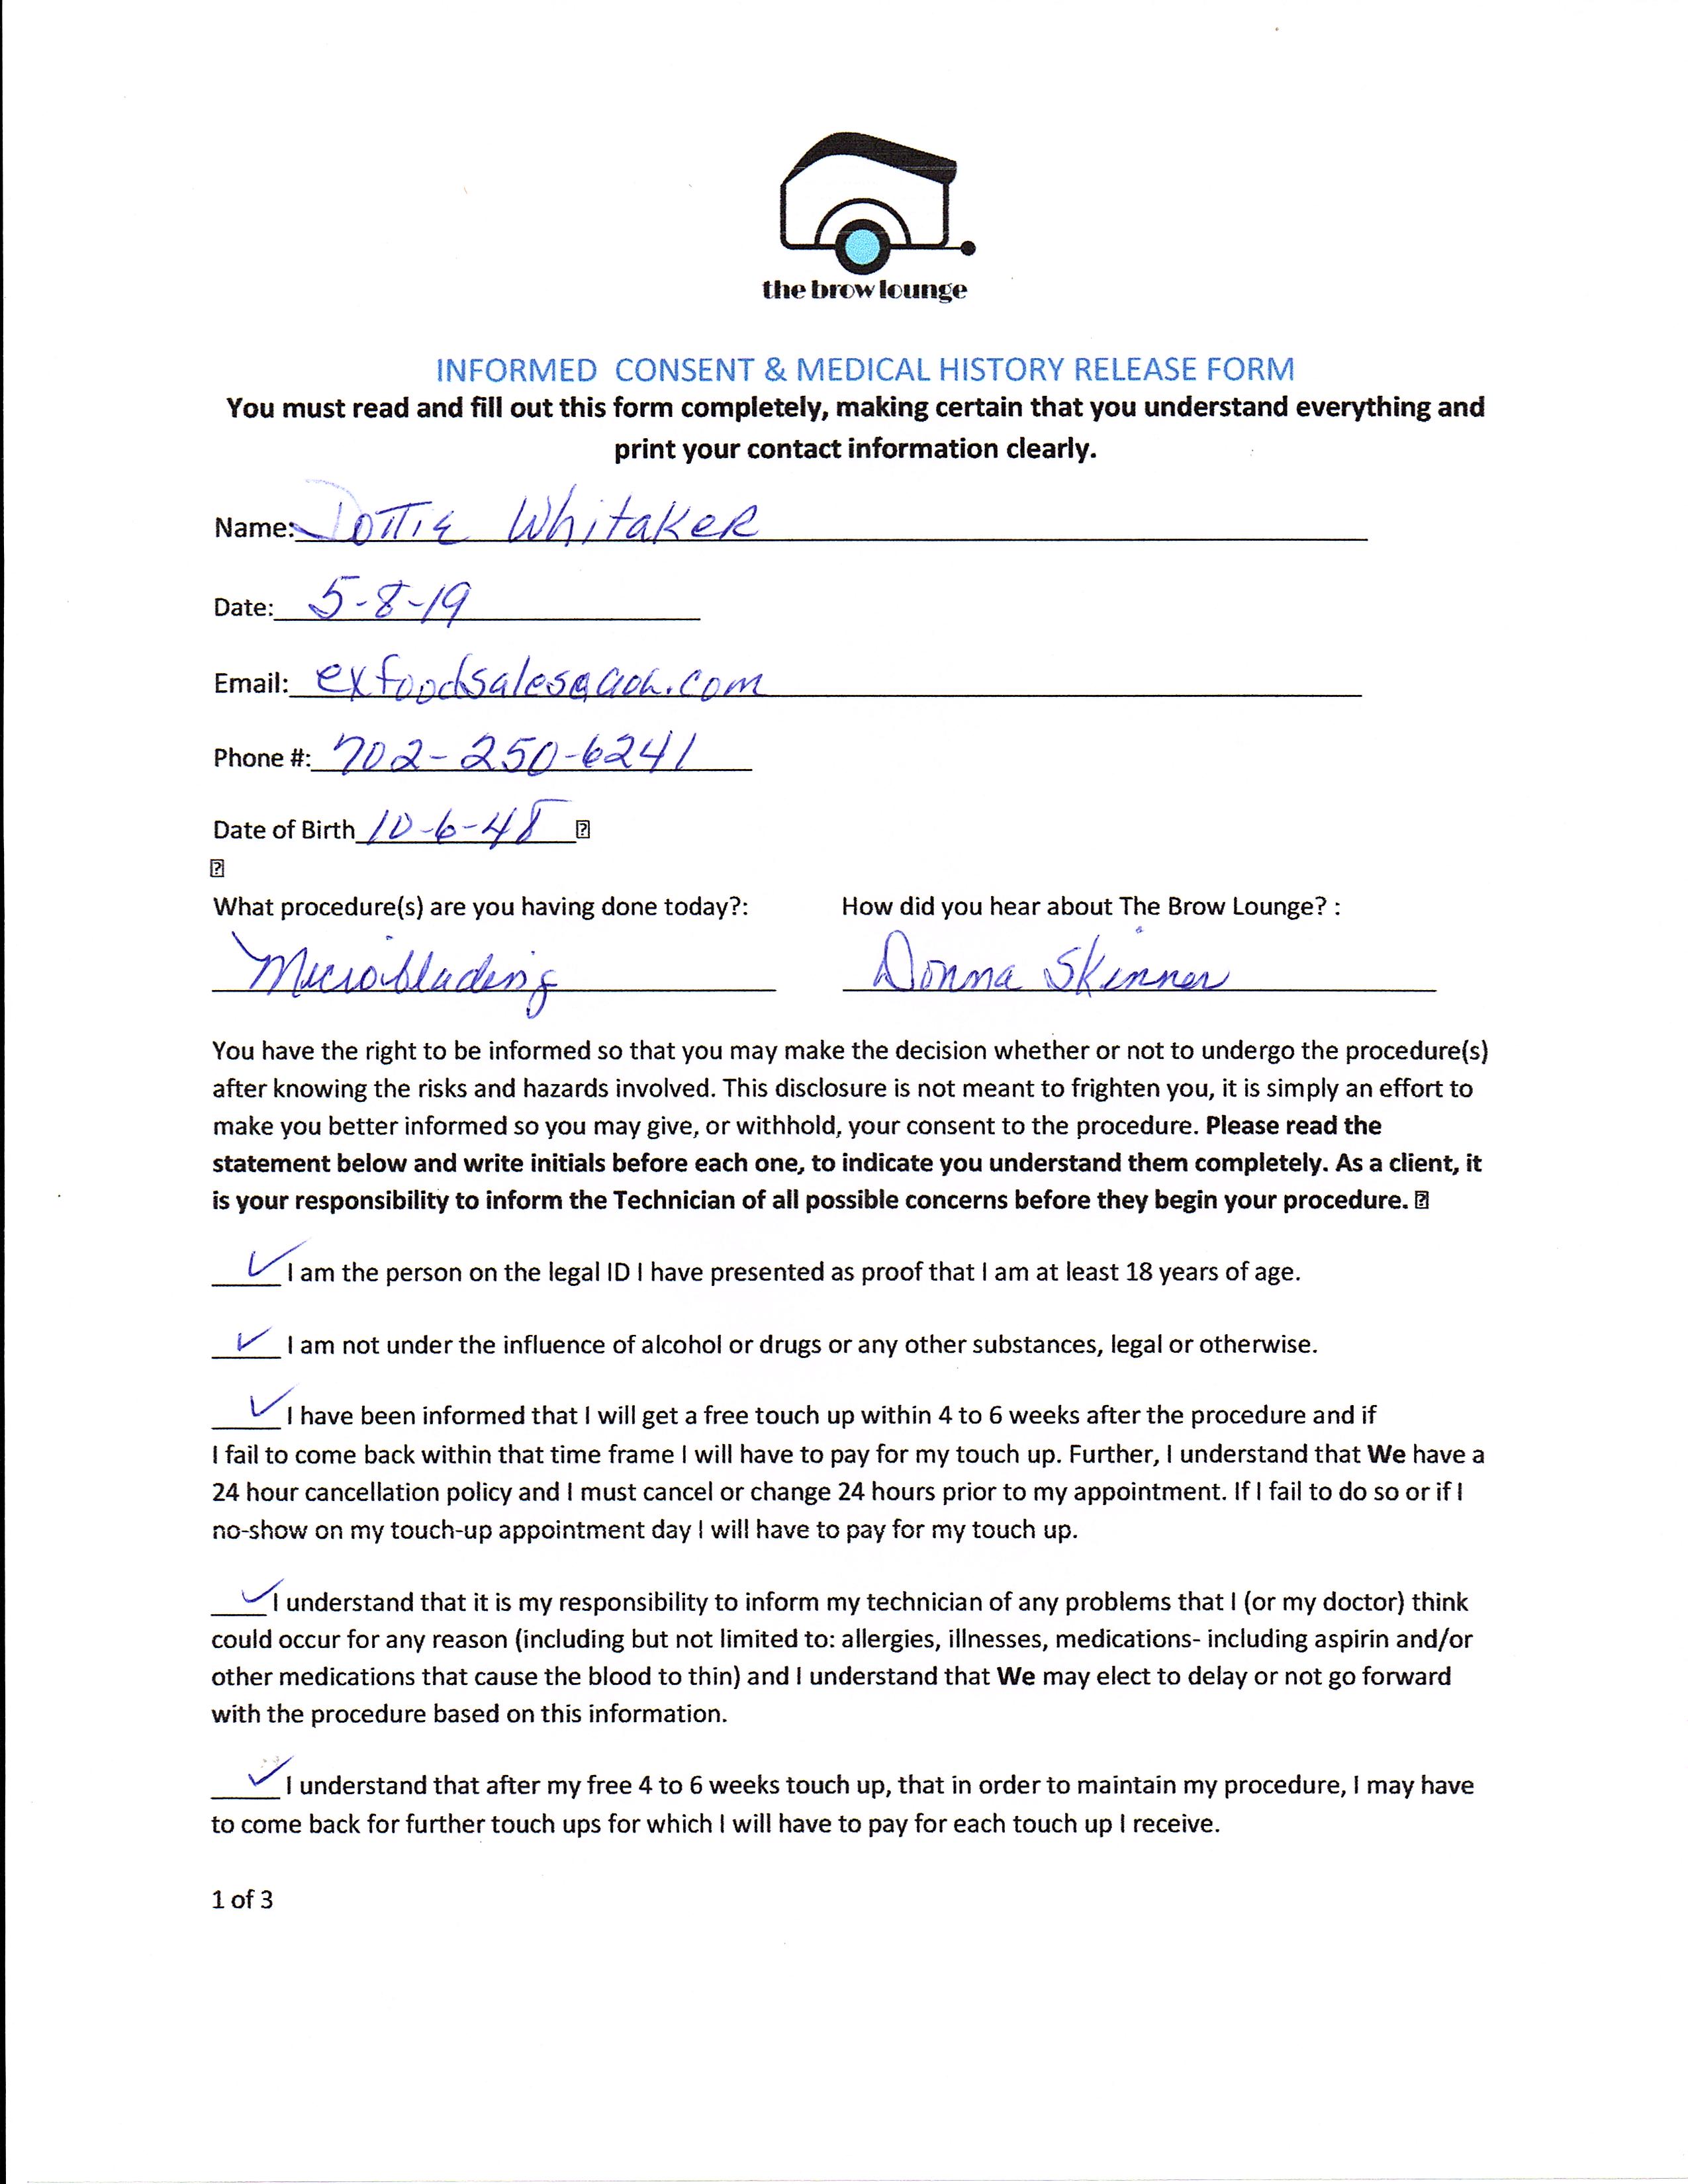 the brow lounge
INFORMED CONSENT & MEDICAL HISTORY RELEASE FORM
You must read and fill out this form completely, making certain that you understand everything and
print your contact information clearly.
Name: Dottie Whitaker
Date: 5-8-19
Email: exfoodsales@aol.com
Phone #: 702-250-6241
Date of Birth 10-6-48
What procedure(s) are you having done today?: How did you hear about The Brow Lounge? :
Microblading Donna Skinner
You have the right to be informed so that you may make the decision whether or not to undergo the procedure(s)
after knowing the risks and hazards involved. This disclosure is not meant to frighten you, it is simply an effort to
make you better informed so you may give, or withhold, your consent to the procedure. Please read the
statement below and write initials before each one, to indicate you understand them completely. As a client, it
is your responsibility to inform the Technician of all possible concerns before they begin your procedure.
✓ I am the person on the legal ID I have presented as proof that I am at least 18 years of age.
✓ I am not under the influence of alcohol or drugs or any other substances, legal or otherwise.
✓ I have been informed that I will get a free touch up within 4 to 6 weeks after the procedure and if
I fail to come back within that time frame I will have to pay for my touch up. Further, I understand that We have a
24 hour cancellation policy and I must cancel or change 24 hours prior to my appointment. If I fail to do so or if I
no-show on my touch-up appointment day I will have to pay for my touch up.
✓ I understand that it is my responsibility to inform my technician of any problems that I (or my doctor) think
could occur for any reason (including but not limited to: allergies, illnesses, medications- including aspirin and/or
other medications that cause the blood to thin) and I understand that We may elect to delay or not go forward
with the procedure based on this information.
✓ I understand that after my free 4 to 6 weeks touch up, that in order to maintain my procedure, I may have
to come back for further touch ups for which I will have to pay for each touch up I receive.
1 of 3